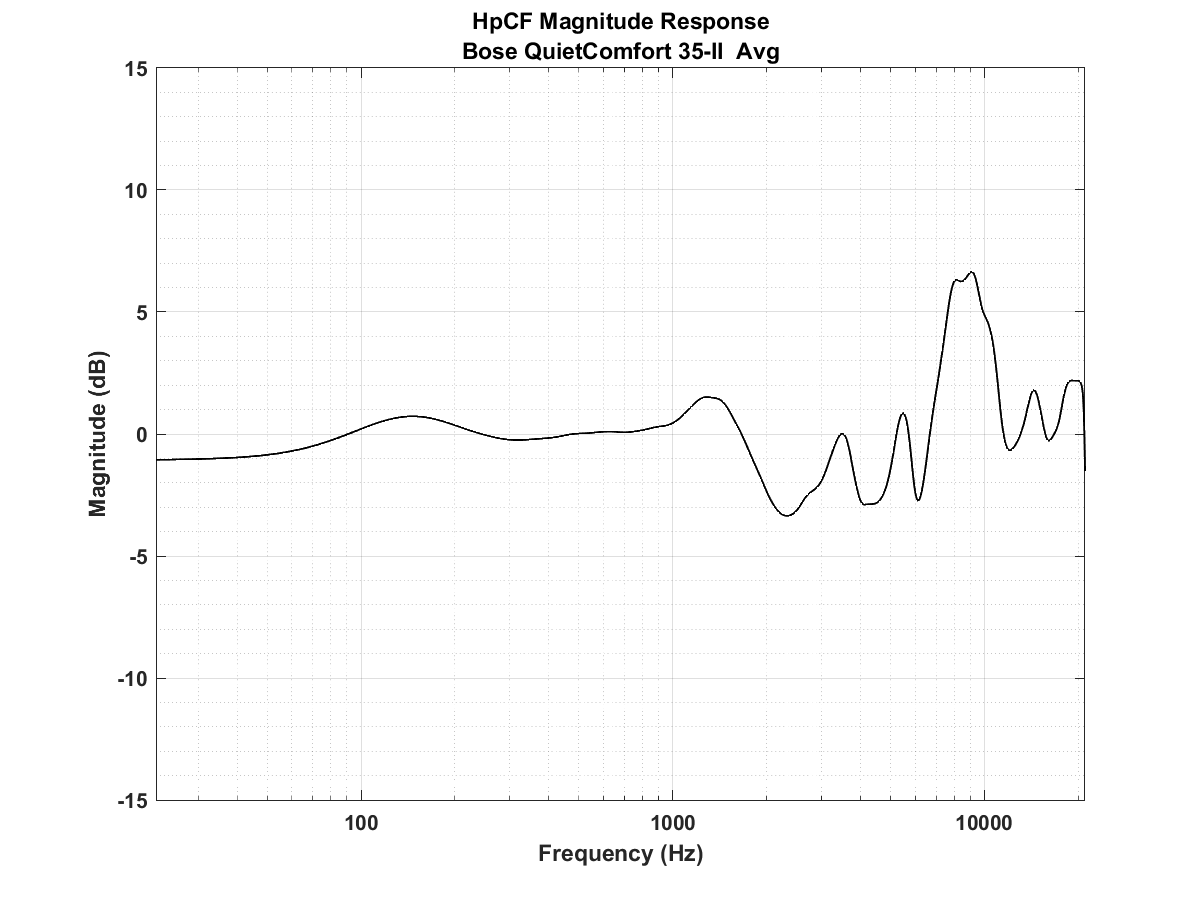 HpCF Magnitude Response
Bose QuietComfort 35-II  Avg
15
10
5
0
-5
-10
-15
Magnitude (dB)
100
1000
10000
Frequency (Hz)